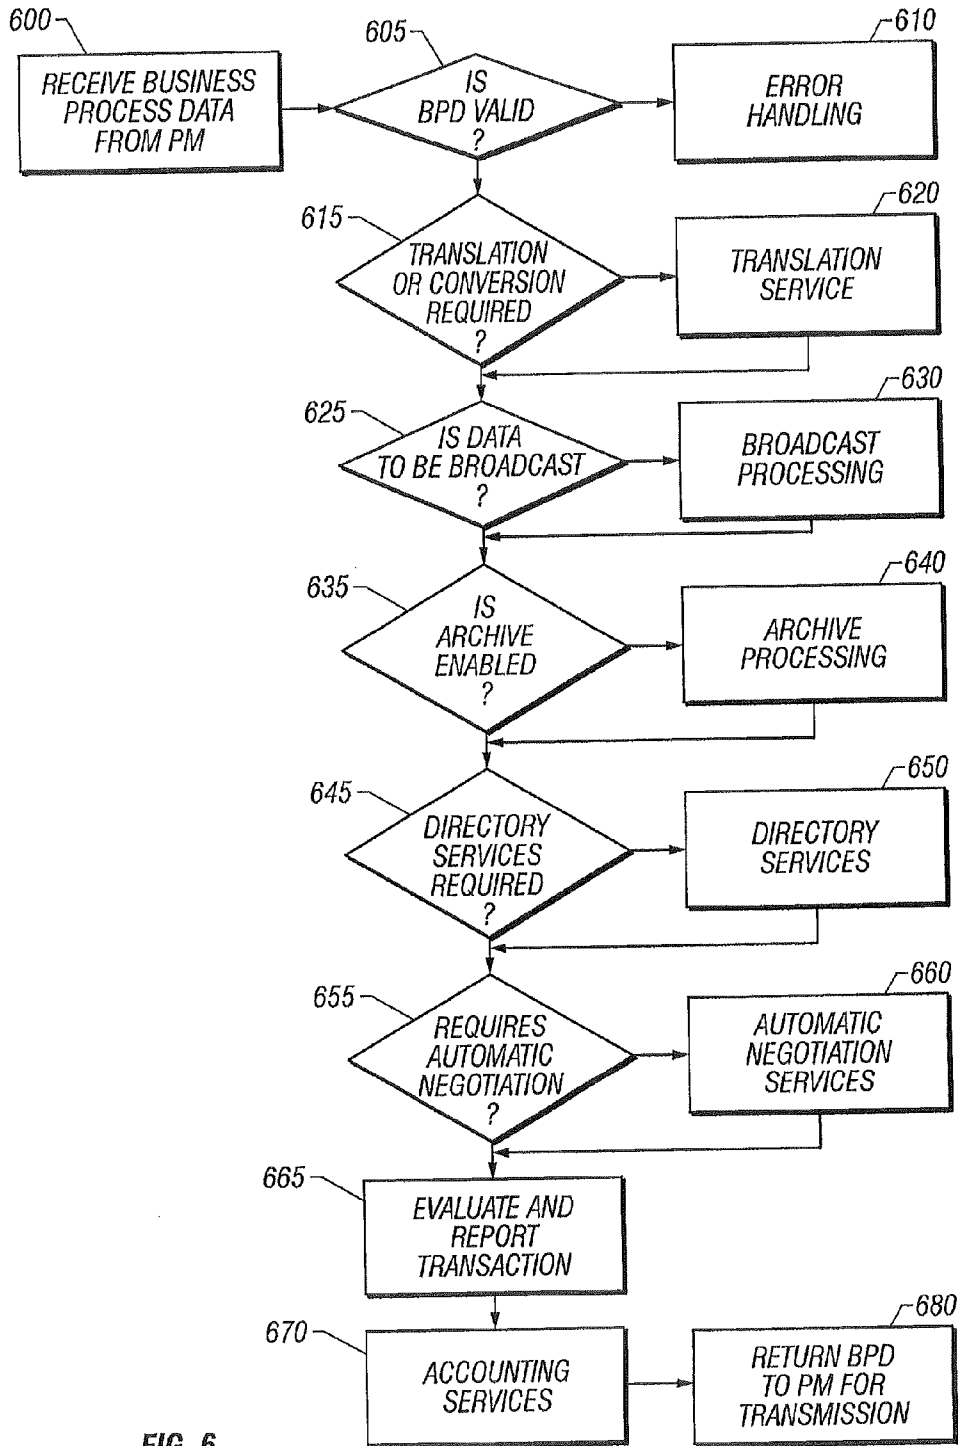 600
RECEIVE BUSINESS
PROCESS DATA
FROM PM
605
IS
BPD VALID
?
610
ERROR
HANDLING
615
TRANSLATION
OR CONVERSION
REQUIRED
?
620
TRANSLATION
SERVICE
625
IS DATA
TO BE BROADCAST
?
630
BROADCAST
PROCESSING
635
IS
ARCHIVE
ENABLED
?
640
ARCHIVE
PROCESSING
645
DIRECTORY
SERVICES
REQUIRED
?
650
DIRECTORY
SERVICES
655
REQUIRES
AUTOMATIC
NEGOTIATION
?
660
AUTOMATIC
NEGOTIATION
SERVICES
665
EVALUATE AND
REPORT
TRANSACTION
670
ACCOUNTING
SERVICES
680
RETURN BPD
TO PM FOR
TRANSMISSION
FIG. 6